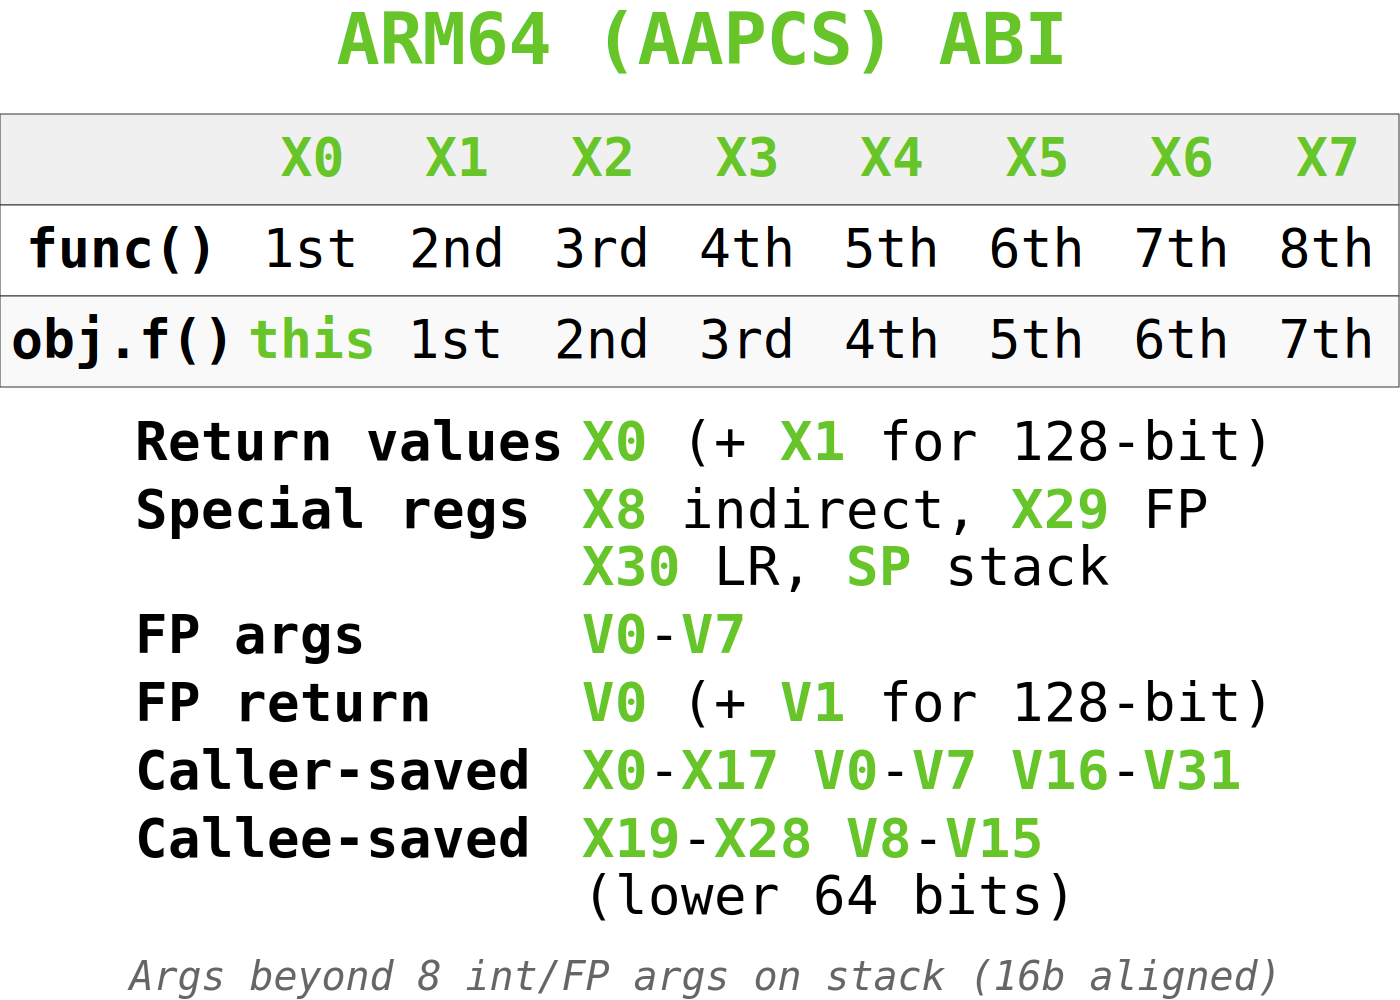 ARM64 (AAPCS) ABI
X0 X1 X2 X3 X4 X5 X6 X7
func() 1st 2nd 3rd 4th 5th 6th 7th 8th
obj.f() this 1st 2nd 3rd 4th 5th 6th 7th
Return values X0 (+ X1 for 128-bit)
Special regs X8 indirect, X29 FP
X30 LR, SP stack
FP args V0-V7
FP return V0 (+ V1 for 128-bit)
Caller-saved X0-X17 V0-V7 V16-V31
Callee-saved X19-X28 V8-V15
(lower 64 bits)
Args beyond 8 int/FP args on stack (16b aligned)